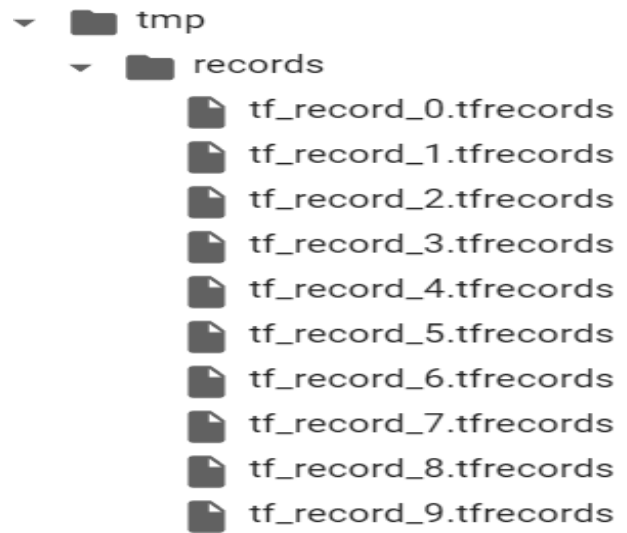 tmp
records
tf_record_0.tfrecords
tf_record_1.tfrecords
tf_record_2.tfrecords
tf_record_3.tfrecords
tf_record_4.tfrecords
tf_record_5.tfrecords
tf_record_6.tfrecords
tf_record_7.tfrecords
tf_record_8.tfrecords
tf_record_9.tfrecords